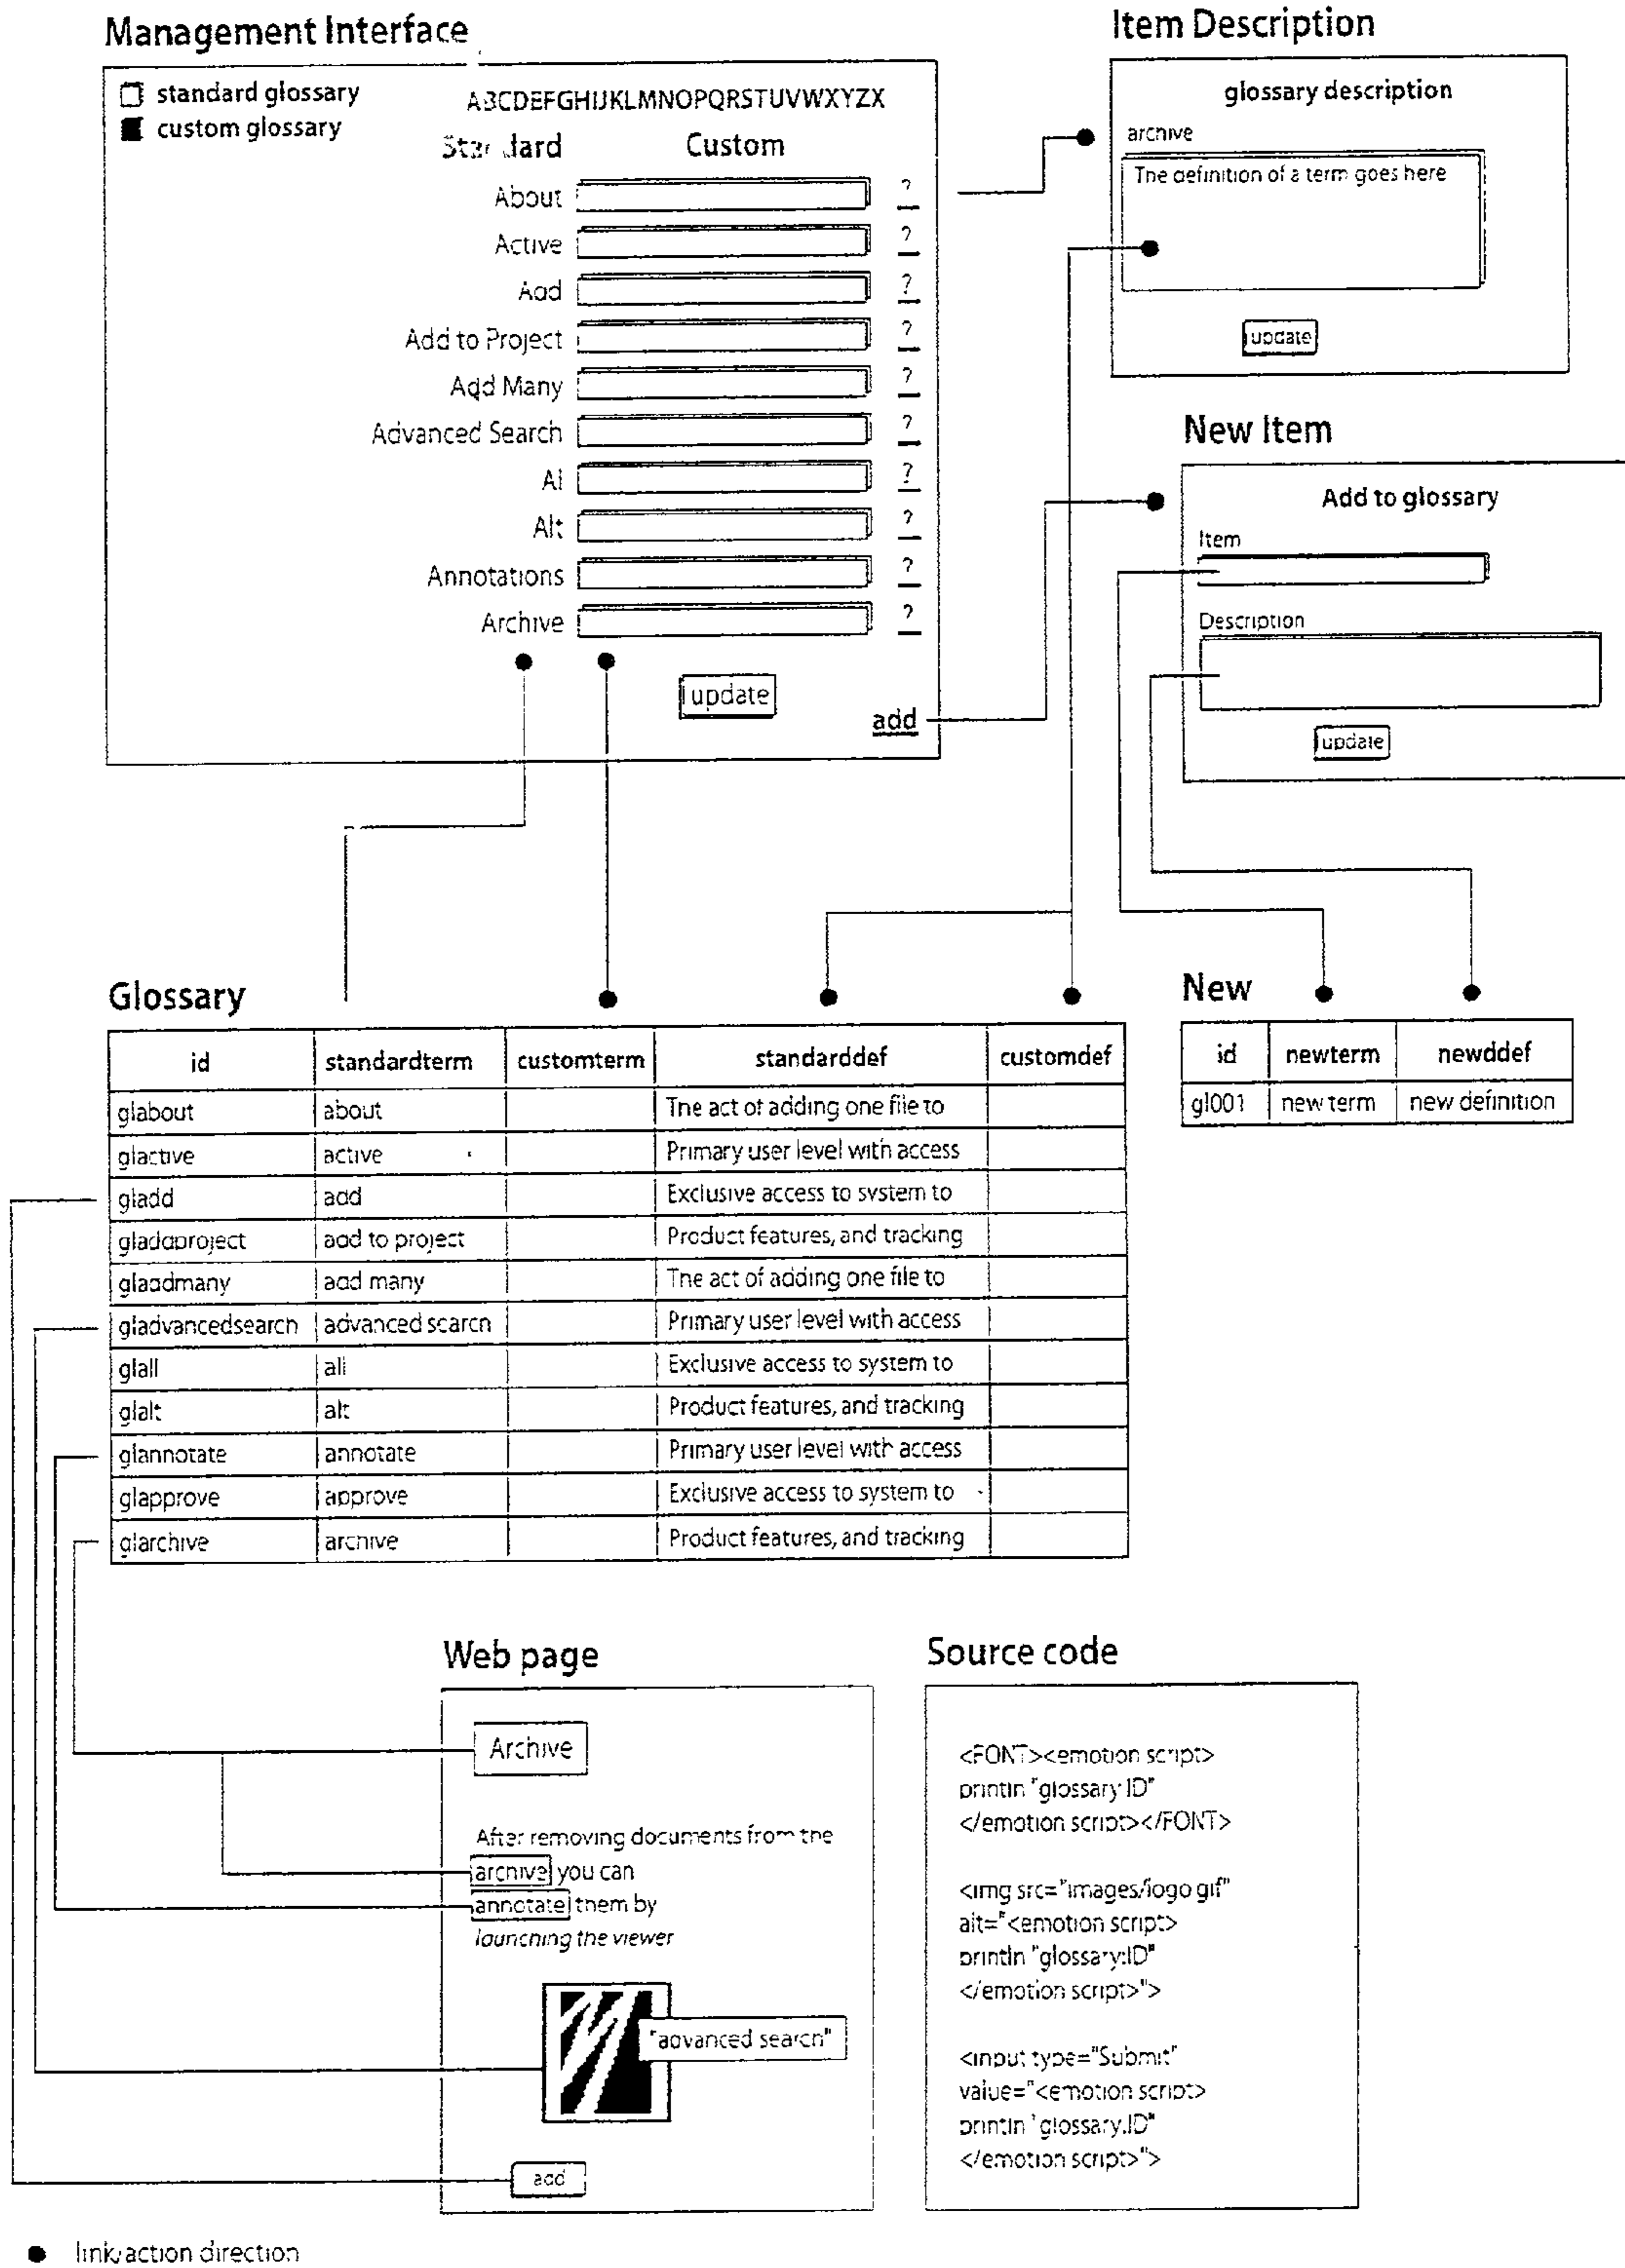 Management Interface
standard glossary
custom glossary
ABCDEFGHIJKLMNOPQRSTUVWXYZX
Standard Custom
About ?
Active ?
Add ?
Add to Project ?
Add Many ?
Advanced Search ?
Al ?
Alt ?
Annotations ?
Archive ?
update
add
Item Description
glossary description
archive
The definition of a term goes here
update
New Item
Add to glossary
Item
Description
update
Glossary
id standardterm customterm standarddef customdef
glabout about The act of adding one file to
glactive active Primary user level with access
gladd add Exclusive access to system to
gladdproject add to project Product features, and tracking
gladdmany add many The act of adding one file to
gladvancedsearch advanced search Primary user level with access
glall all Exclusive access to system to
glalt alt Product features, and tracking
glannotate annotate Primary user level with access
glapprove approve Exclusive access to system to
glarchive archive Product features, and tracking
New
id newterm newddef
gl001 new term new definition
Web page
Archive
After removing documents from the
archive you can
annotate them by
launching the viewer
"advanced search"
add
Source code
<FONT><emotion script>
println "glossary.ID"
</emotion script></FONT>
<img src="images/logo gif"
alt="<emotion script>
println "glossary.ID"
</emotion script>">
<input type="Submit"
value="<emotion script>
println "glossary.ID"
</emotion script>">
link/action direction